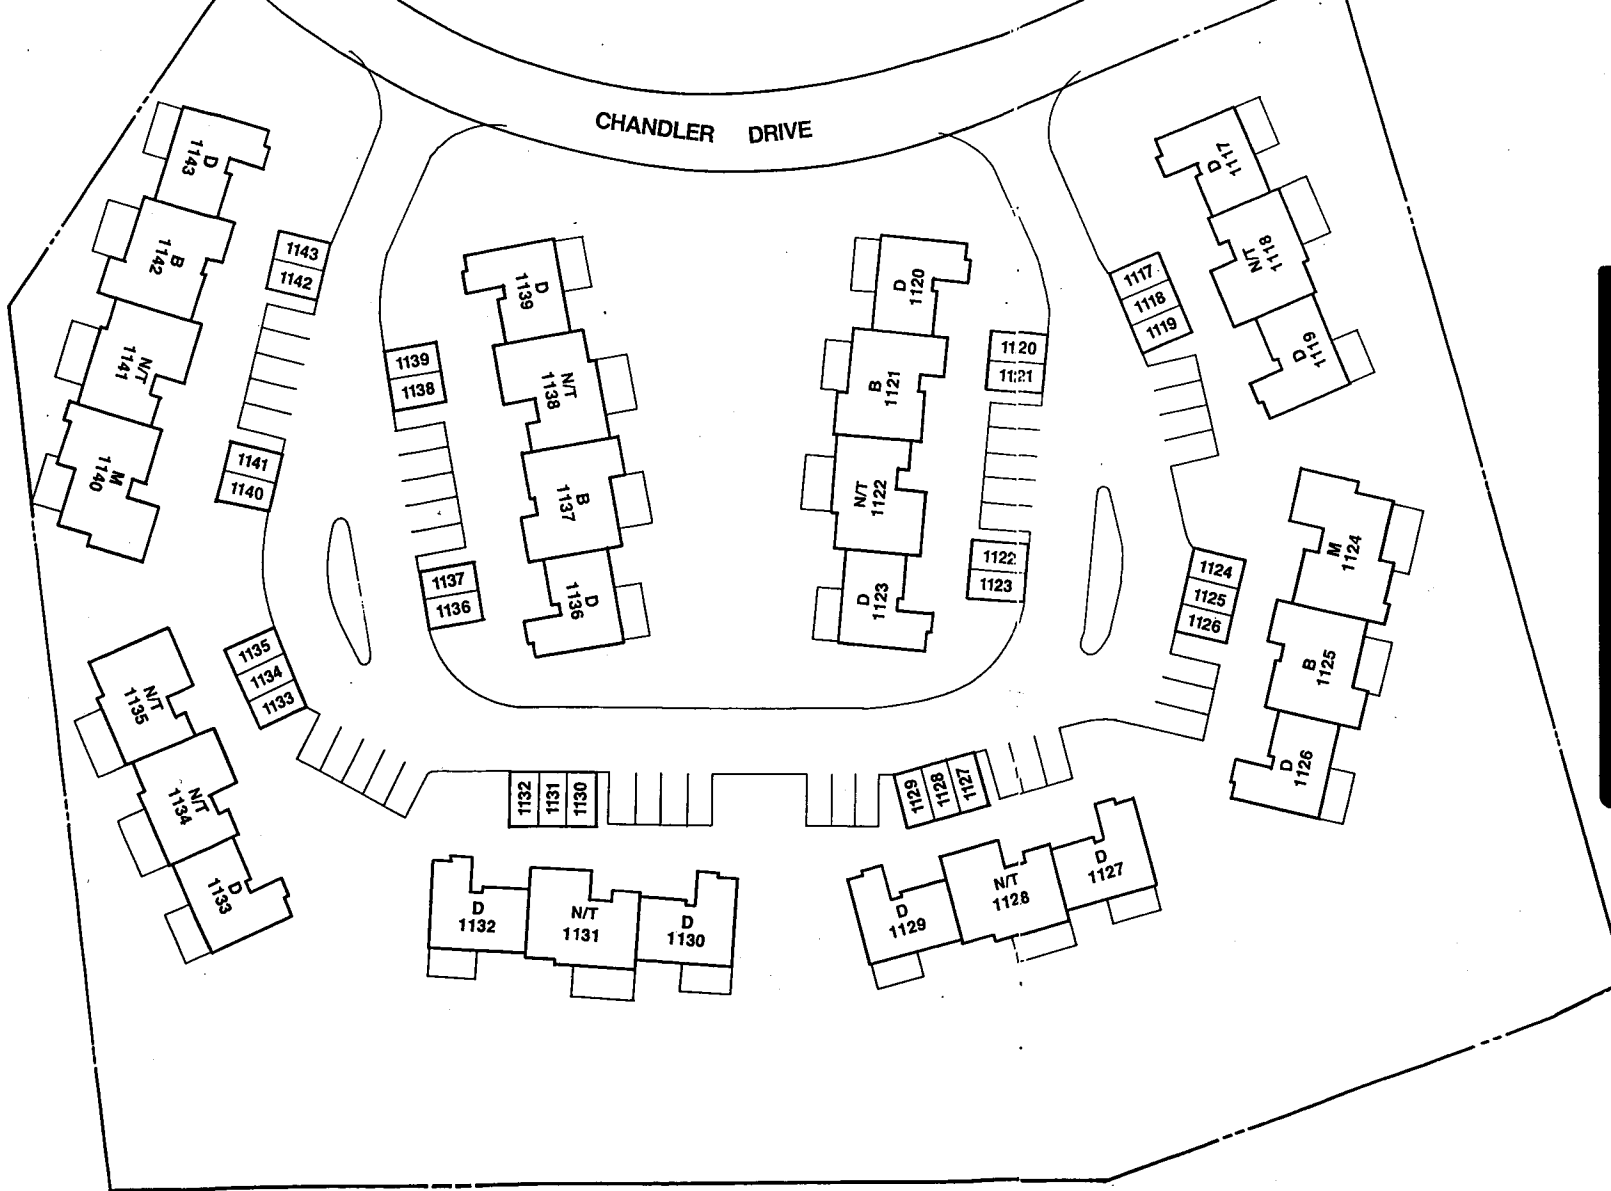 CHANDLER DRIVE
D
1143
B
1142
N/T
1141
M
1140
1143
1142
1141
1140
1139
1138
1137
1136
D
1139
N/T
1138
B
1137
D
1136
D
1120
B
1121
N/T
1122
D
1123
1120
1121
1122
1123
1117
1118
1119
D
1117
N/T
1118
D
1119
M
1124
B
1125
D
1126
1124
1125
1126
1135
1134
1133
N/T
1135
N/T
1134
D
1133
1132
1131
1130
D
1132
N/T
1131
D
1130
1129
1128
1127
D
1129
N/T
1128
D
1127